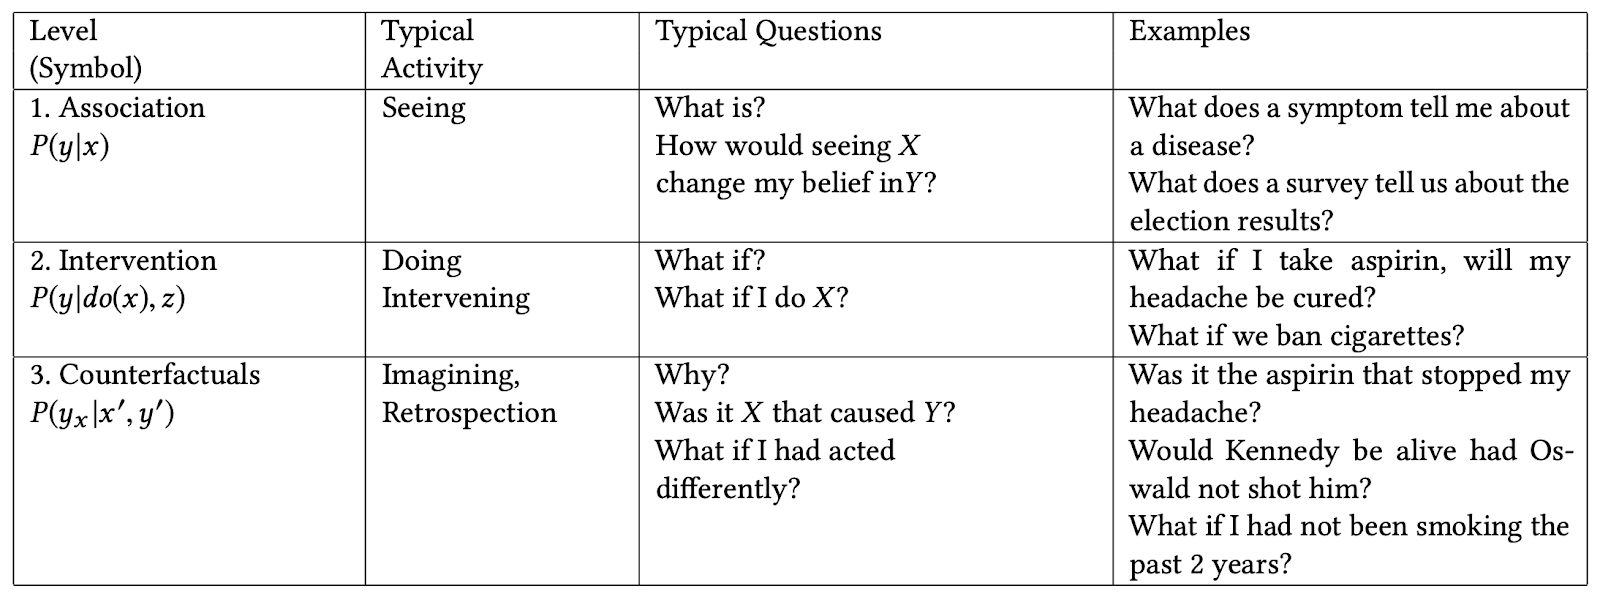 Level
(Symbol)
Typical
Activity
Typical Questions
Examples
1. Association
P(y|x)
Seeing
What is?
How would seeing X
change my belief inY?
What does a symptom tell me about
a disease?
What does a survey tell us about the
election results?
2. Intervention
P(y|do(x), z)
Doing
Intervening
What if?
What if I do X?
What if I take aspirin, will my
headache be cured?
What if we ban cigarettes?
3. Counterfactuals
P(yₓ|x′, y′)
Imagining,
Retrospection
Why?
Was it X that caused Y?
What if I had acted
differently?
Was it the aspirin that stopped my
headache?
Would Kennedy be alive had Os-
wald not shot him?
What if I had not been smoking the
past 2 years?